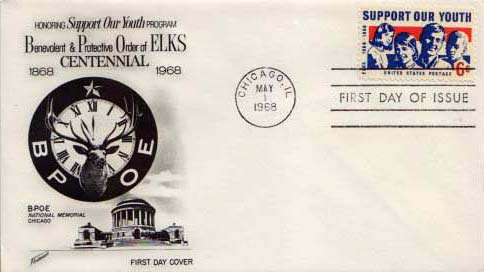 HONORING Support Our Youth PROGRAM
Benevolent & Protective Order of ELKS
CENTENNIAL
1868 1968
B P O E
B·P·O·E
NATIONAL MEMORIAL
CHICAGO
FIRST DAY COVER
CHICAGO, IL
MAY
1
1968
SUPPORT OUR YOUTH
UNITED STATES POSTAGE
6¢
FIRST DAY OF ISSUE